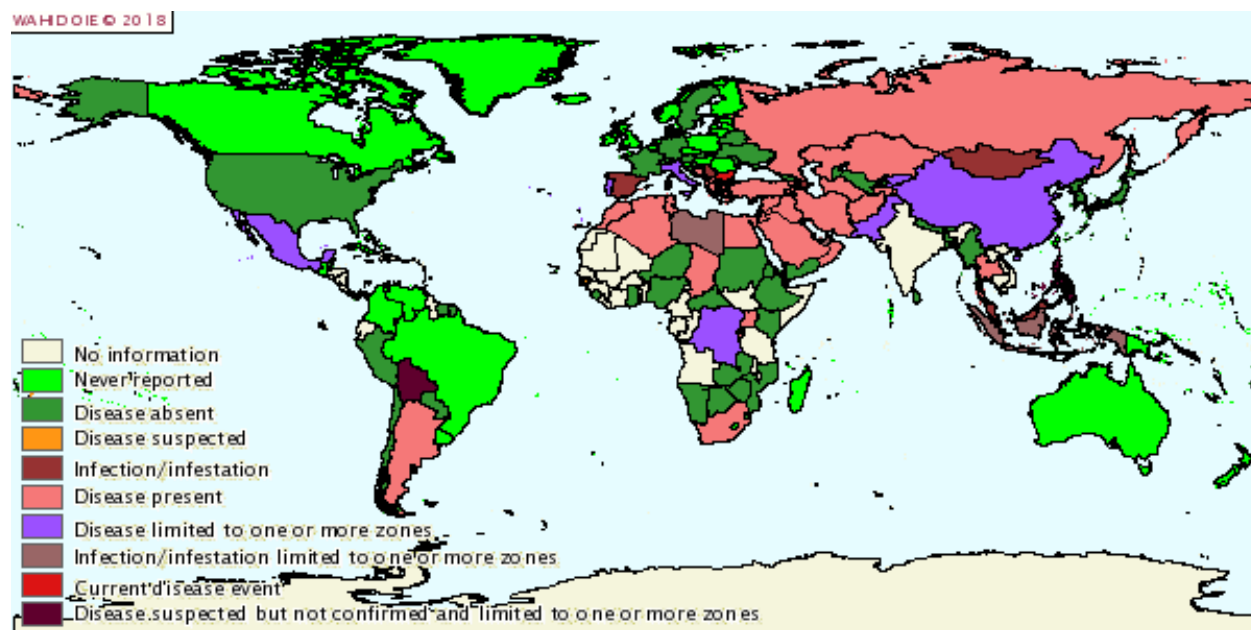 WAHID OIE © 2018
No information
Never reported
Disease absent
Disease suspected
Infection/infestation
Disease present
Disease limited to one or more zones
Infection/infestation limited to one or more zones
Current disease event
Disease suspected but not confirmed and limited to one or more zones